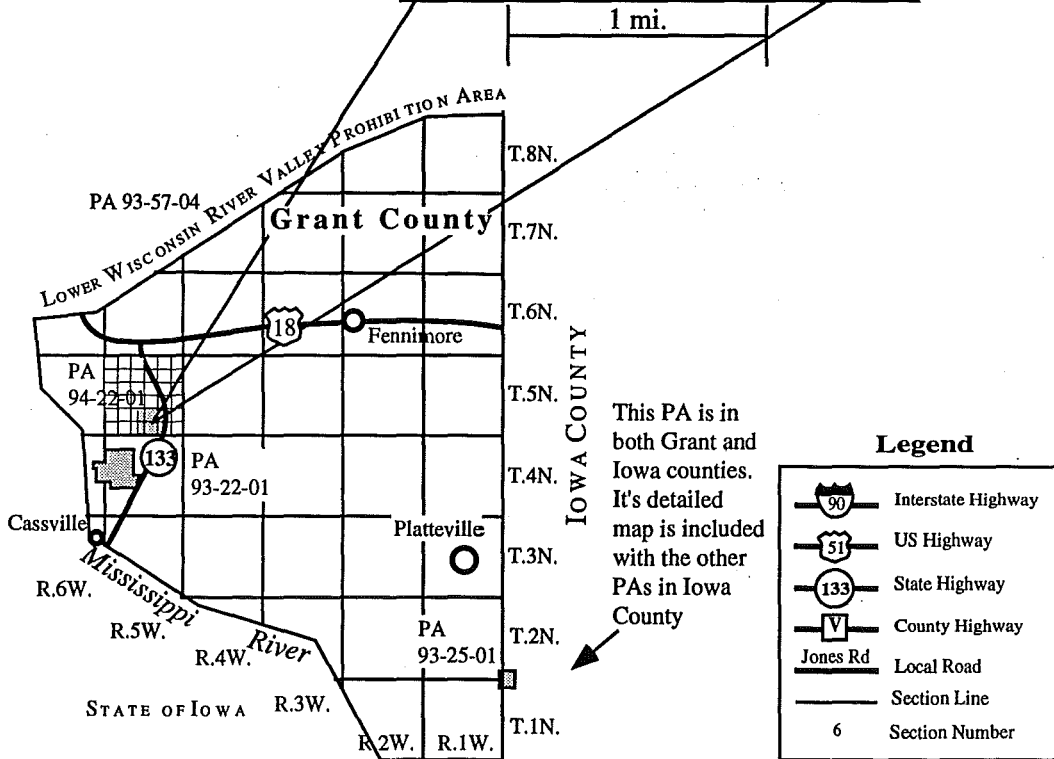 1 mi.
LOWER WISCONSIN RIVER VALLEY PROHIBITION AREA
T.8N.
PA 93-57-04
Grant County
T.7N.
T.6N.
18
Fennimore
PA
94-22-01
T.5N.
IOWA COUNTY
This PA is in
both Grant and
Iowa counties.
It's detailed
map is included
with the other
PAs in Iowa
County
133
PA
93-22-01
T.4N.
Cassville
Platteville
T.3N.
Mississippi
River
R.6W.
R.5W.
R.4W.
R.3W.
R.2W.
R.1W.
PA
93-25-01
T.2N.
STATE OF IOWA
T.1N.
Legend
90 Interstate Highway
51 US Highway
133 State Highway
V County Highway
Jones Rd Local Road
Section Line
6 Section Number